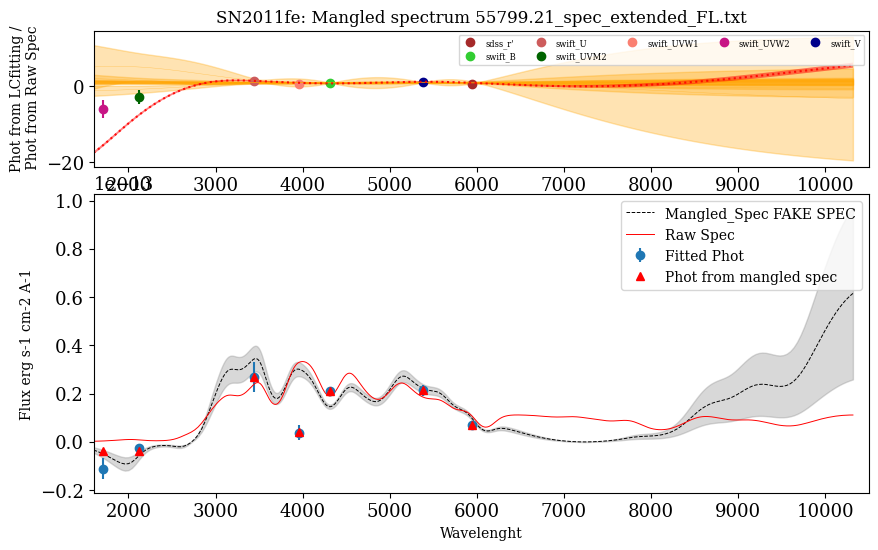 SN2011fe: Mangled spectrum 55799.21_spec_extended_FL.txt
Phot from LCfitting /
Phot from Raw Spec
0
−20
sdss_r' swift_U swift_UVW1 swift_UVW2 swift_V
swift_B swift_UVM2
2000 3000 4000 5000 6000 7000 8000 9000 10000
1e−13
Flux erg s-1 cm-2 A-1
1.0
0.8
0.6
0.4
0.2
0.0
−0.2
Mangled_Spec FAKE SPEC
Raw Spec
Fitted Phot
Phot from mangled spec
2000 3000 4000 5000 6000 7000 8000 9000 10000
Wavelenght